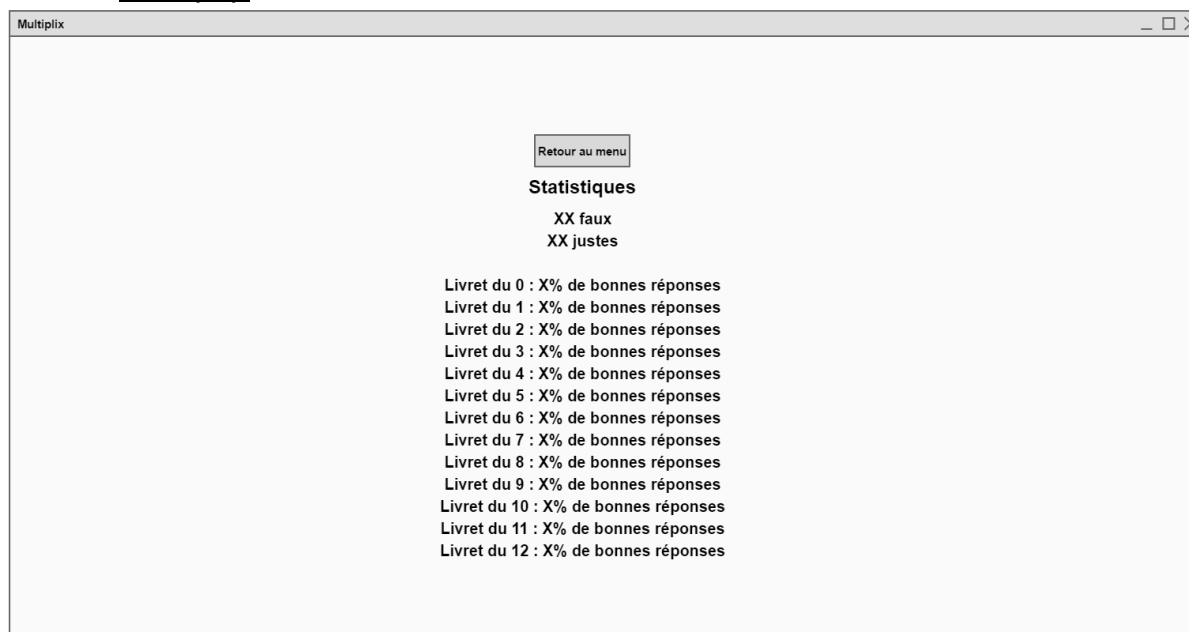 Multiplix
Retour au menu
Statistiques
XX faux
XX justes
Livret du 0 : X% de bonnes réponses
Livret du 1 : X% de bonnes réponses
Livret du 2 : X% de bonnes réponses
Livret du 3 : X% de bonnes réponses
Livret du 4 : X% de bonnes réponses
Livret du 5 : X% de bonnes réponses
Livret du 6 : X% de bonnes réponses
Livret du 7 : X% de bonnes réponses
Livret du 8 : X% de bonnes réponses
Livret du 9 : X% de bonnes réponses
Livret du 10 : X% de bonnes réponses
Livret du 11 : X% de bonnes réponses
Livret du 12 : X% de bonnes réponses